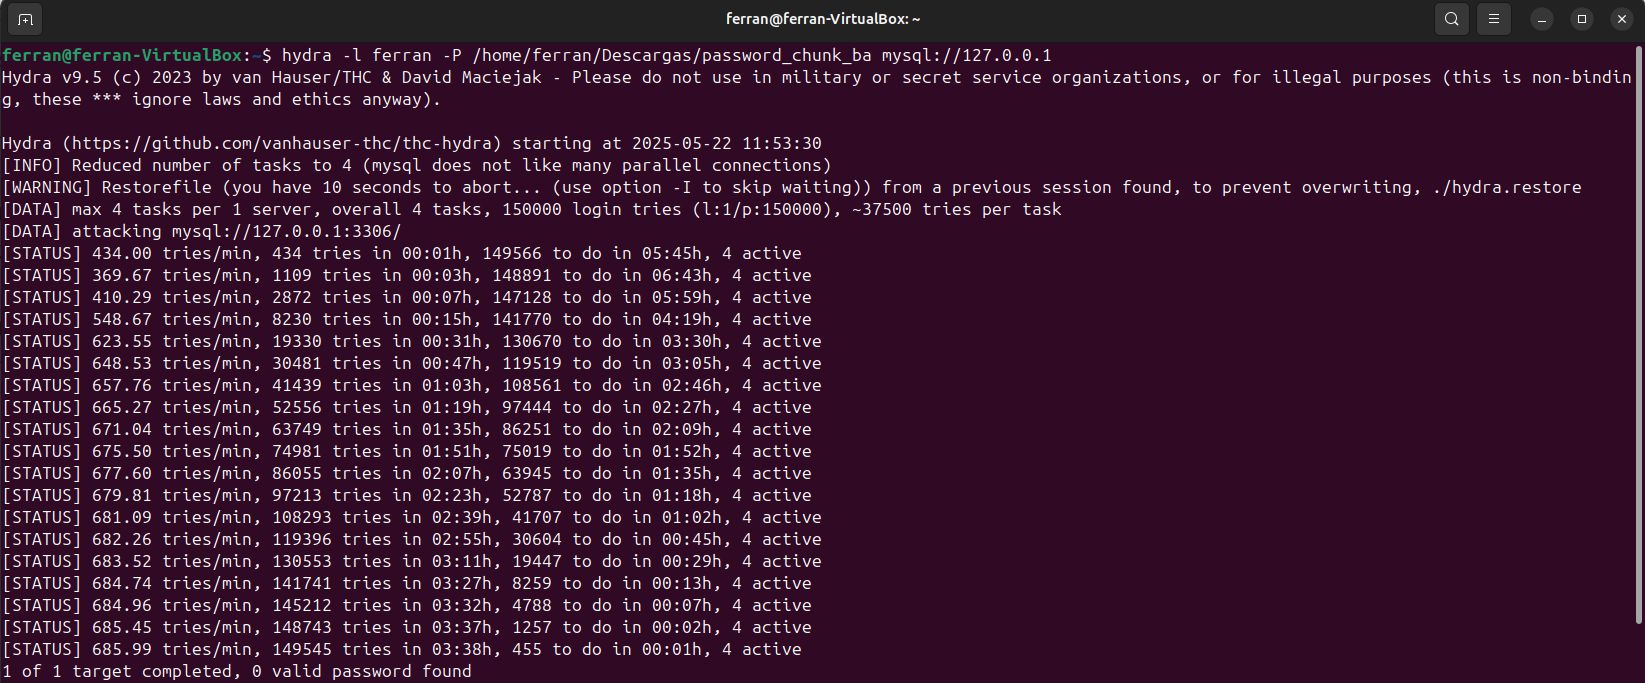 ferran@ferran-VirtualBox: ~
ferran@ferran-VirtualBox:~$ hydra -l ferran -P /home/ferran/Descargas/password_chunk_ba mysql://127.0.0.1
Hydra v9.5 (c) 2023 by van Hauser/THC & David Maciejak - Please do not use in military or secret service organizations, or for illegal purposes (this is non-bindin
g, these *** ignore laws and ethics anyway).
Hydra (https://github.com/vanhauser-thc/thc-hydra) starting at 2025-05-22 11:53:30
[INFO] Reduced number of tasks to 4 (mysql does not like many parallel connections)
[WARNING] Restorefile (you have 10 seconds to abort... (use option -I to skip waiting)) from a previous session found, to prevent overwriting, ./hydra.restore
[DATA] max 4 tasks per 1 server, overall 4 tasks, 150000 login tries (l:1/p:150000), ~37500 tries per task
[DATA] attacking mysql://127.0.0.1:3306/
[STATUS] 434.00 tries/min, 434 tries in 00:01h, 149566 to do in 05:45h, 4 active
[STATUS] 369.67 tries/min, 1109 tries in 00:03h, 148891 to do in 06:43h, 4 active
[STATUS] 410.29 tries/min, 2872 tries in 00:07h, 147128 to do in 05:59h, 4 active
[STATUS] 548.67 tries/min, 8230 tries in 00:15h, 141770 to do in 04:19h, 4 active
[STATUS] 623.55 tries/min, 19330 tries in 00:31h, 130670 to do in 03:30h, 4 active
[STATUS] 648.53 tries/min, 30481 tries in 00:47h, 119519 to do in 03:05h, 4 active
[STATUS] 657.76 tries/min, 41439 tries in 01:03h, 108561 to do in 02:46h, 4 active
[STATUS] 665.27 tries/min, 52556 tries in 01:19h, 97444 to do in 02:27h, 4 active
[STATUS] 671.04 tries/min, 63749 tries in 01:35h, 86251 to do in 02:09h, 4 active
[STATUS] 675.50 tries/min, 74981 tries in 01:51h, 75019 to do in 01:52h, 4 active
[STATUS] 677.60 tries/min, 86055 tries in 02:07h, 63945 to do in 01:35h, 4 active
[STATUS] 679.81 tries/min, 97213 tries in 02:23h, 52787 to do in 01:18h, 4 active
[STATUS] 681.09 tries/min, 108293 tries in 02:39h, 41707 to do in 01:02h, 4 active
[STATUS] 682.26 tries/min, 119396 tries in 02:55h, 30604 to do in 00:45h, 4 active
[STATUS] 683.52 tries/min, 130553 tries in 03:11h, 19447 to do in 00:29h, 4 active
[STATUS] 684.74 tries/min, 141741 tries in 03:27h, 8259 to do in 00:13h, 4 active
[STATUS] 684.96 tries/min, 145212 tries in 03:32h, 4788 to do in 00:07h, 4 active
[STATUS] 685.45 tries/min, 148743 tries in 03:37h, 1257 to do in 00:02h, 4 active
[STATUS] 685.99 tries/min, 149545 tries in 03:38h, 455 to do in 00:01h, 4 active
1 of 1 target completed, 0 valid password found